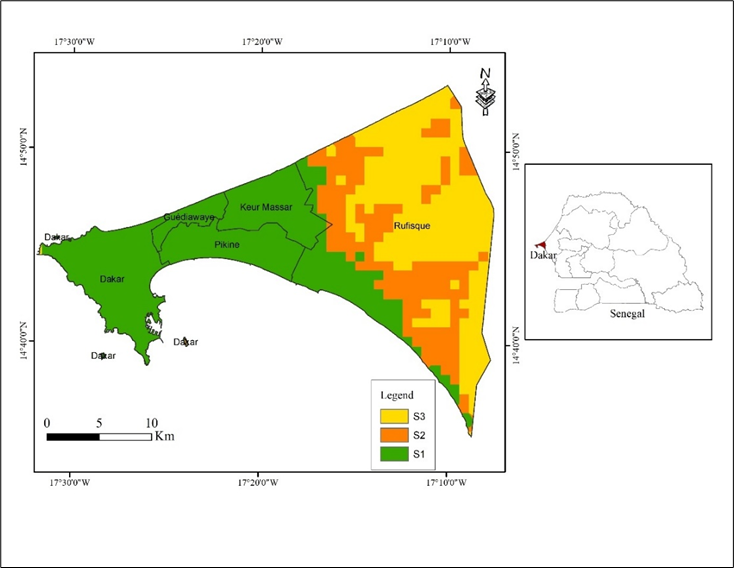 17°30'0"W
17°20'0"W
17°10'0"W
N
14°50'0"N
14°50'0"N
Keur Massar
Guédiawaye
Rufisque
Dakar
Pikine
Dakar
Dakar
Senegal
Dakar
14°40'0"N
14°40'0"N
Dakar
Dakar
Legend
S3
S2
S1
0 5 10
Km
17°30'0"W
17°20'0"W
17°10'0"W